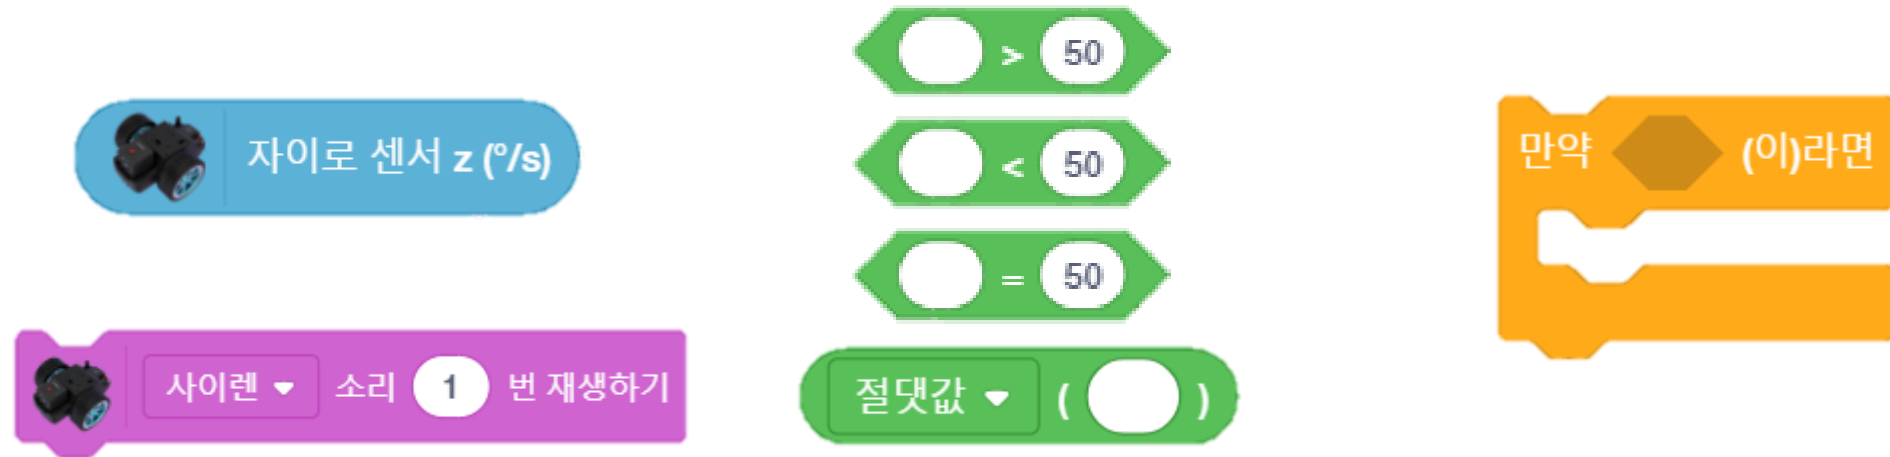 자이로 센서 z (°/s)
사이렌 소리 1 번 재생하기
> 50
< 50
= 50
절댓값 ( )
만약 (이)라면